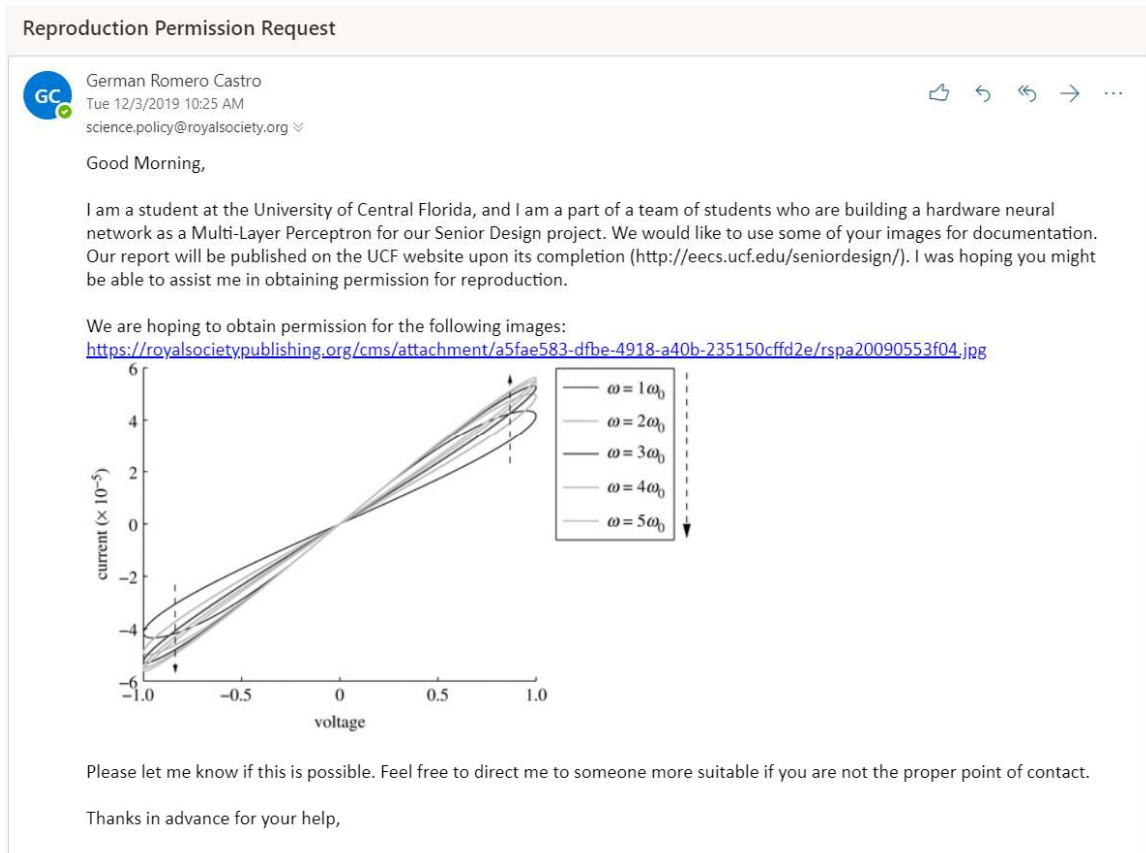 Reproduction Permission Request
GC
German Romero Castro
Tue 12/3/2019 10:25 AM
science.policy@royalsociety.org
Good Morning,
I am a student at the University of Central Florida, and I am a part of a team of students who are building a hardware neural
network as a Multi-Layer Perceptron for our Senior Design project. We would like to use some of your images for documentation.
Our report will be published on the UCF website upon its completion (http://eecs.ucf.edu/seniordesign/). I was hoping you might
be able to assist me in obtaining permission for reproduction.
We are hoping to obtain permission for the following images:
https://royalsocietypublishing.org/cms/attachment/a5fae583-dfbe-4918-a40b-235150cffd2e/rspa20090553f04.jpg
6
4
2
0
−2
−4
−6
current (× 10⁻⁵)
−1.0 −0.5 0 0.5 1.0
voltage
ω = 1ω₀
ω = 2ω₀
ω = 3ω₀
ω = 4ω₀
ω = 5ω₀
Please let me know if this is possible. Feel free to direct me to someone more suitable if you are not the proper point of contact.
Thanks in advance for your help,